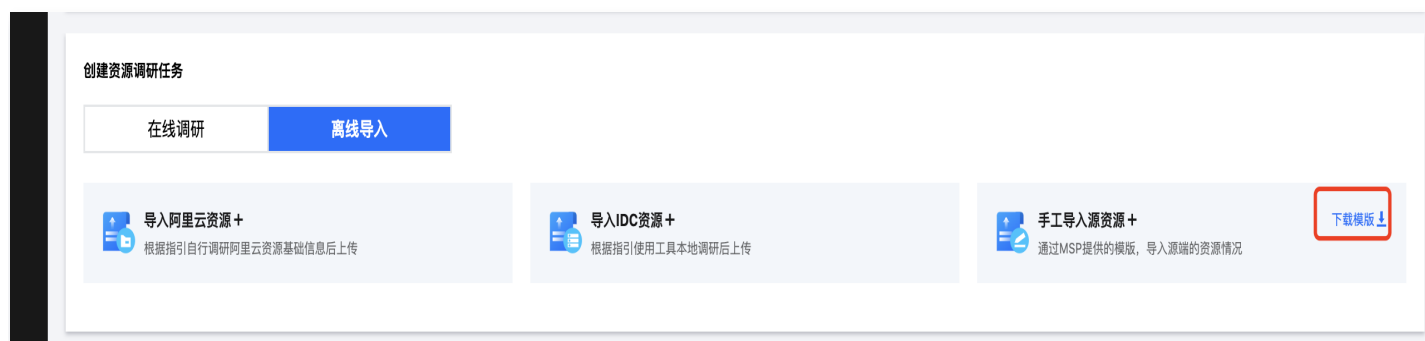 创建资源调研任务
在线调研
离线导入
导入阿里云资源+
根据指引自行调研阿里云资源基础信息后上传
导入IDC资源+
根据指引使用工具本地调研后上传
手工导入源资源+
下载模版
通过MSP提供的模版，导入源端的资源情况